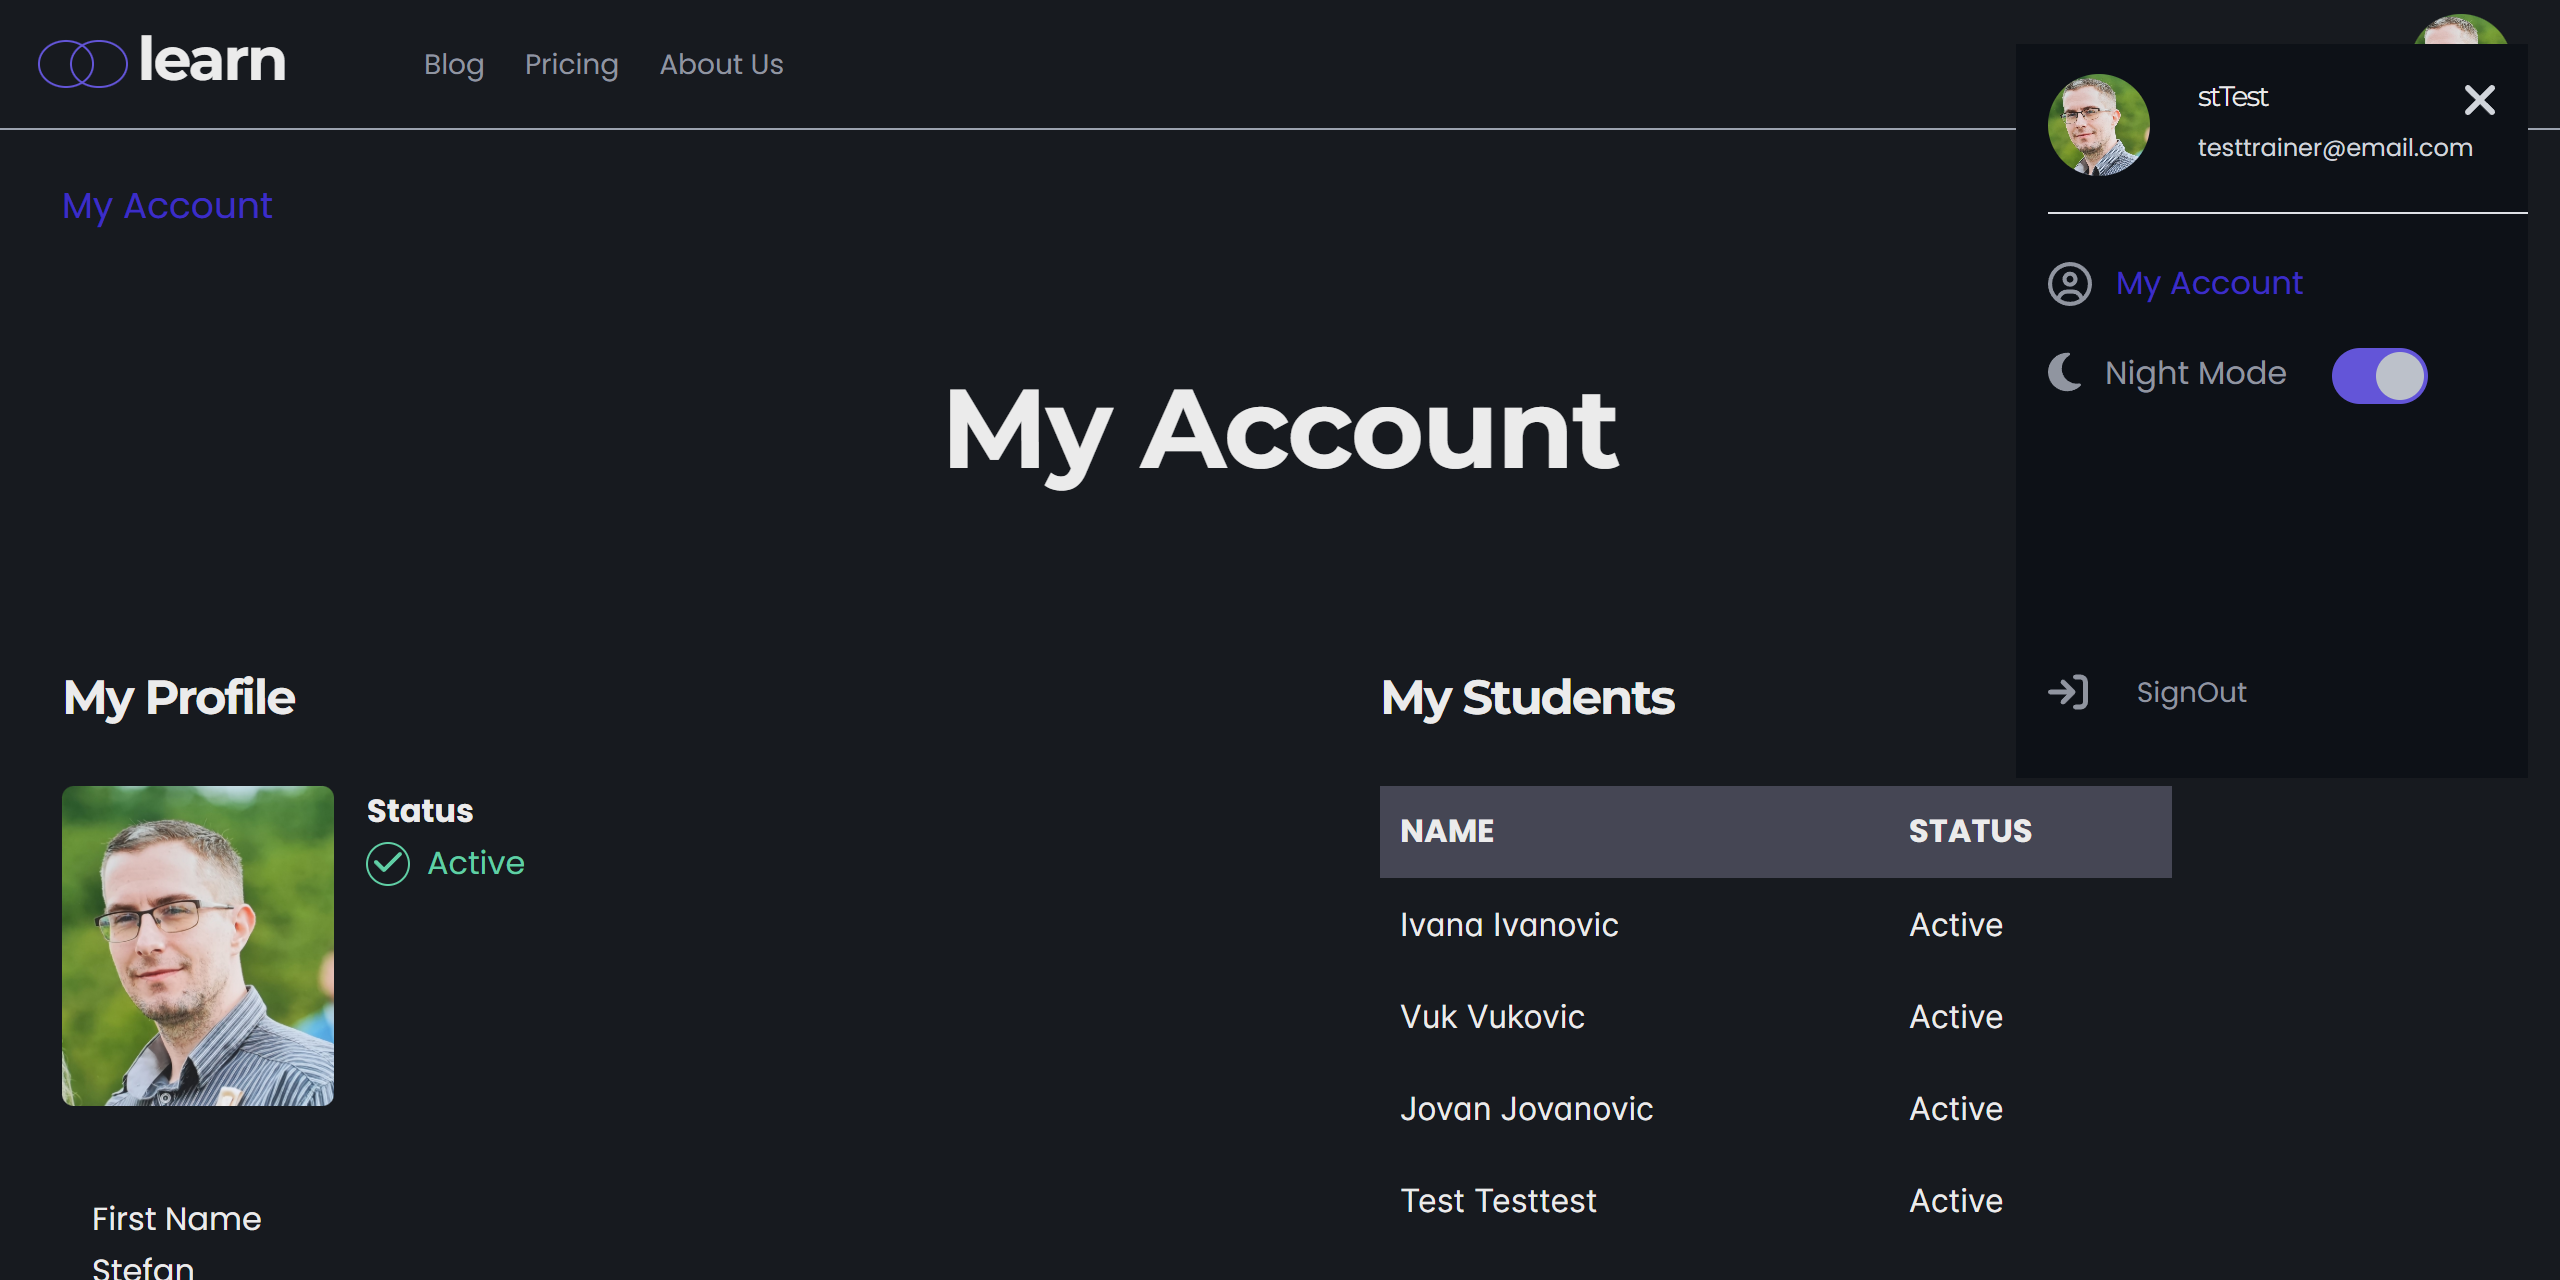 learn
Blog Pricing About Us
stTest
testtrainer@email.com
My Account
My Account
Night Mode
SignOut
My Account
My Profile
Status
Active
First Name
Stefan
My Students
NAME STATUS
Ivana Ivanovic Active
Vuk Vukovic Active
Jovan Jovanovic Active
Test Testtest Active